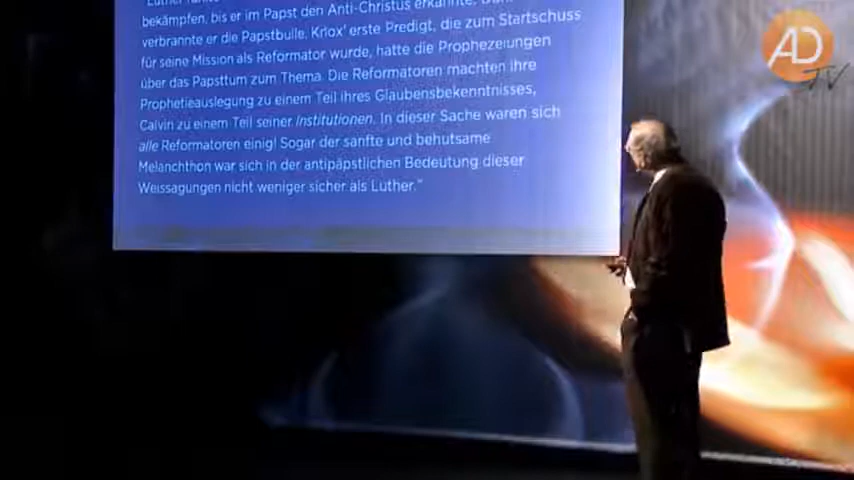 bekämpfen, bis er im Papst den Anti-Christus erkannte.
verbrannte er die Papstbulle. Knox' erste Predigt, die zum Startschuss
für seine Mission als Reformator wurde, hatte die Prophezeiungen
über das Papsttum zum Thema. Die Reformatoren machten ihre
Prophetieauslegung zu einem Teil ihres Glaubensbekenntnisses,
Calvin zu einem Teil seiner Institutionen. In dieser Sache waren sich
alle Reformatoren einig! Sogar der sanfte und behutsame
Melanchthon war sich in der antipäpstlichen Bedeutung dieser
Weissagungen nicht weniger sicher als Luther."
AD
TV